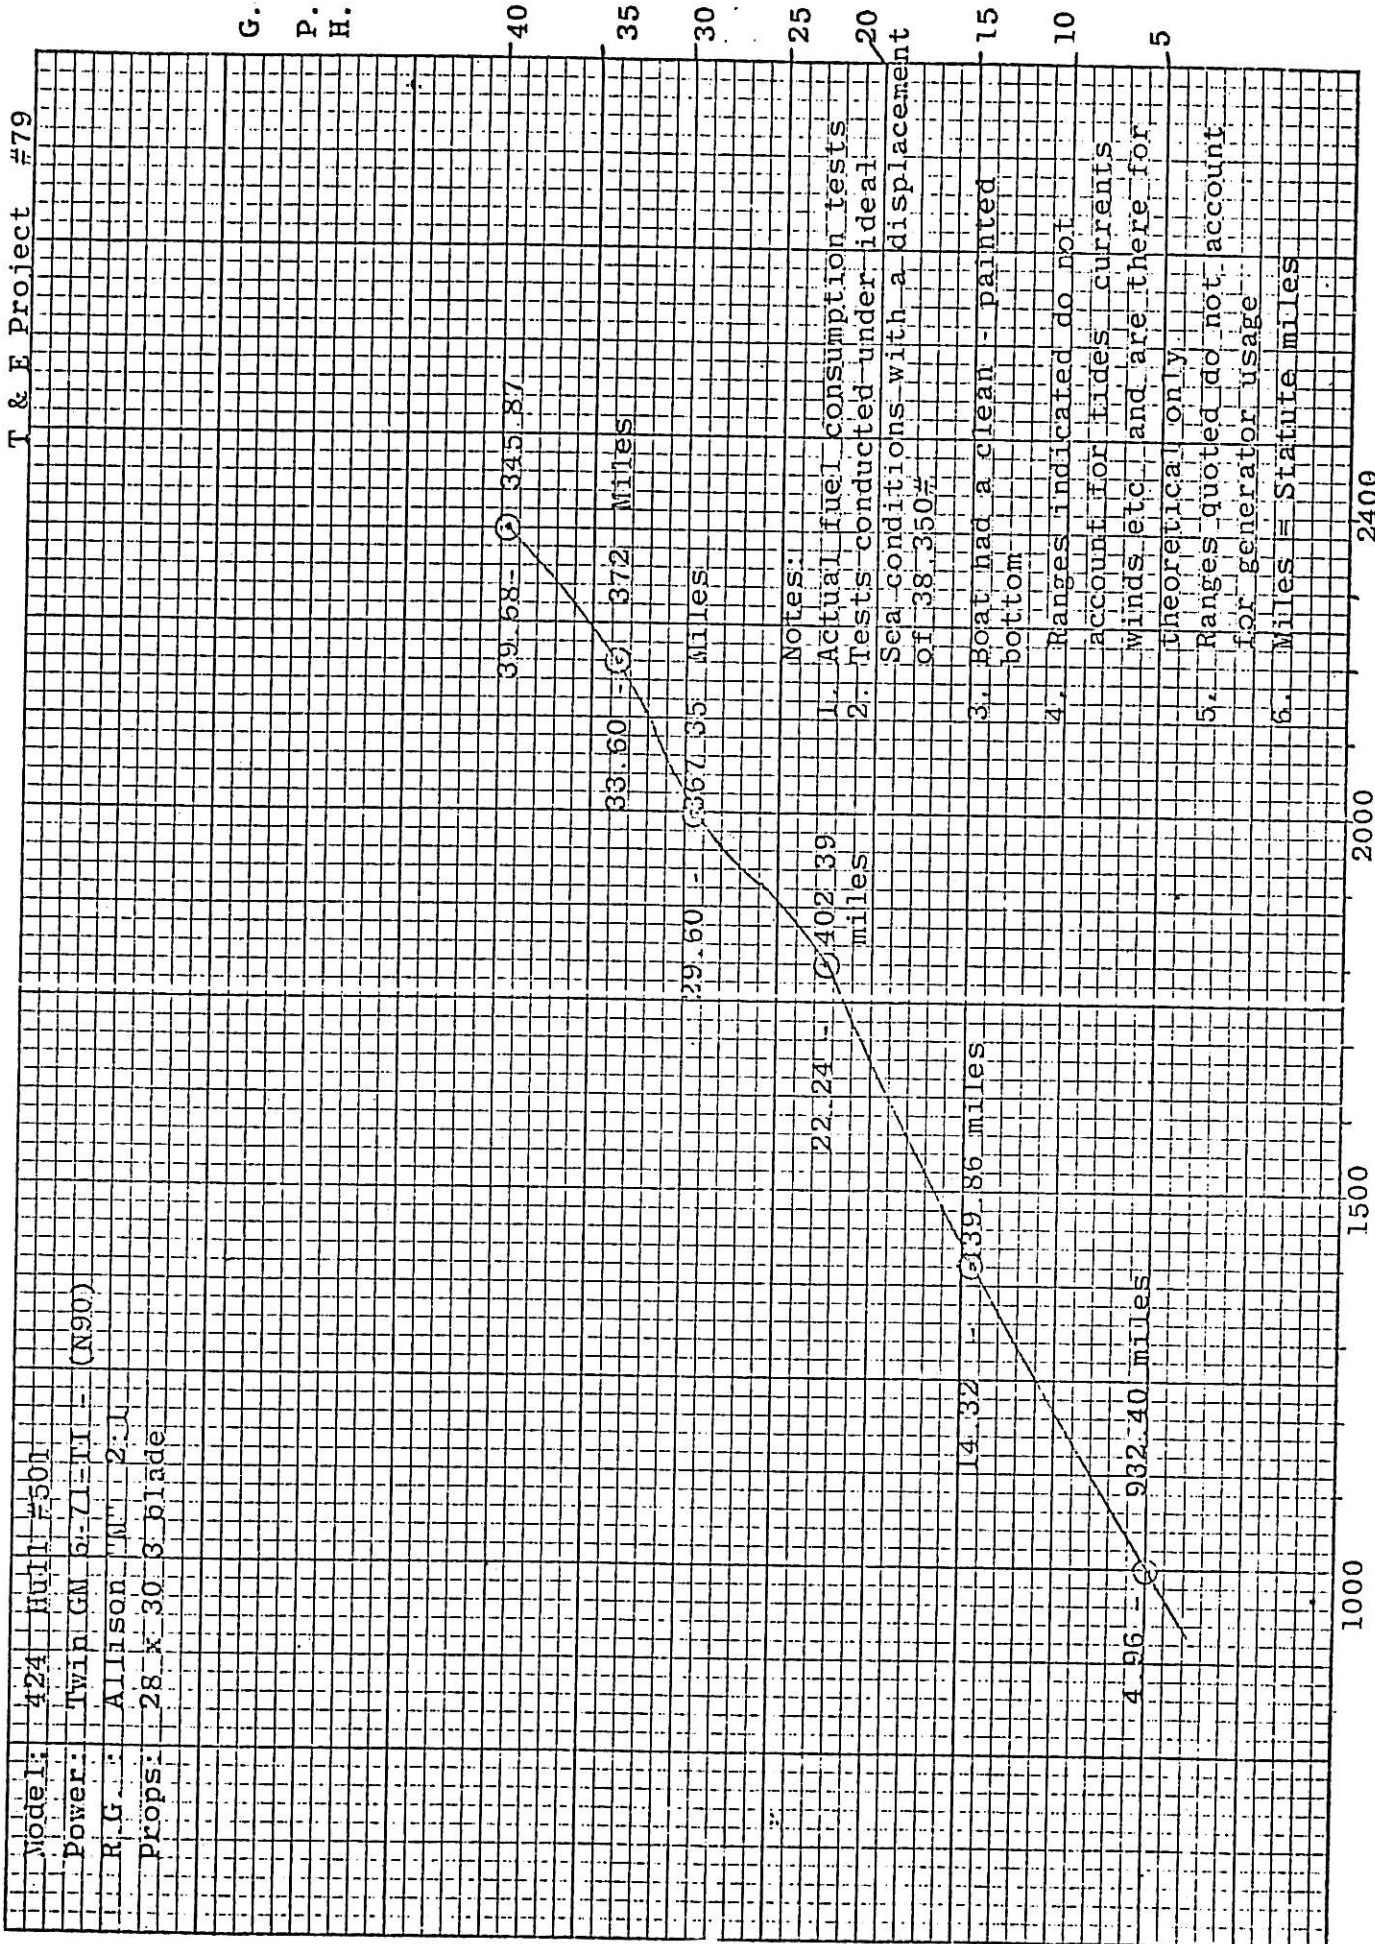 T & E Project #79
Model: 424 Hull #501
Power: Twin GM 6-71-TI - (N90)
R.G. : Allison "M" 2:1
Props: 28 x 30 3 blade
G.
P.
H.
40
35
30
25
20
15
10
5
39.68- 345.87
33.60 - 372 Miles
29.60 - 367.35 Miles
22.24 - 402.39
miles
14.32 - 439.86 miles
4.96 - 932.40 miles
Notes:
1. Actual fuel consumption tests
2. Tests conducted under ideal
Sea conditions with a displacement
of 38,350#
3. Boat had a clean - painted
bottom
4. Ranges indicated do not
account for tides, currents
winds etc. and are there for
theoretical only.
5. Ranges quoted do not account
for generator usage
6. Miles = Statute miles
1000
1500
2000
2400